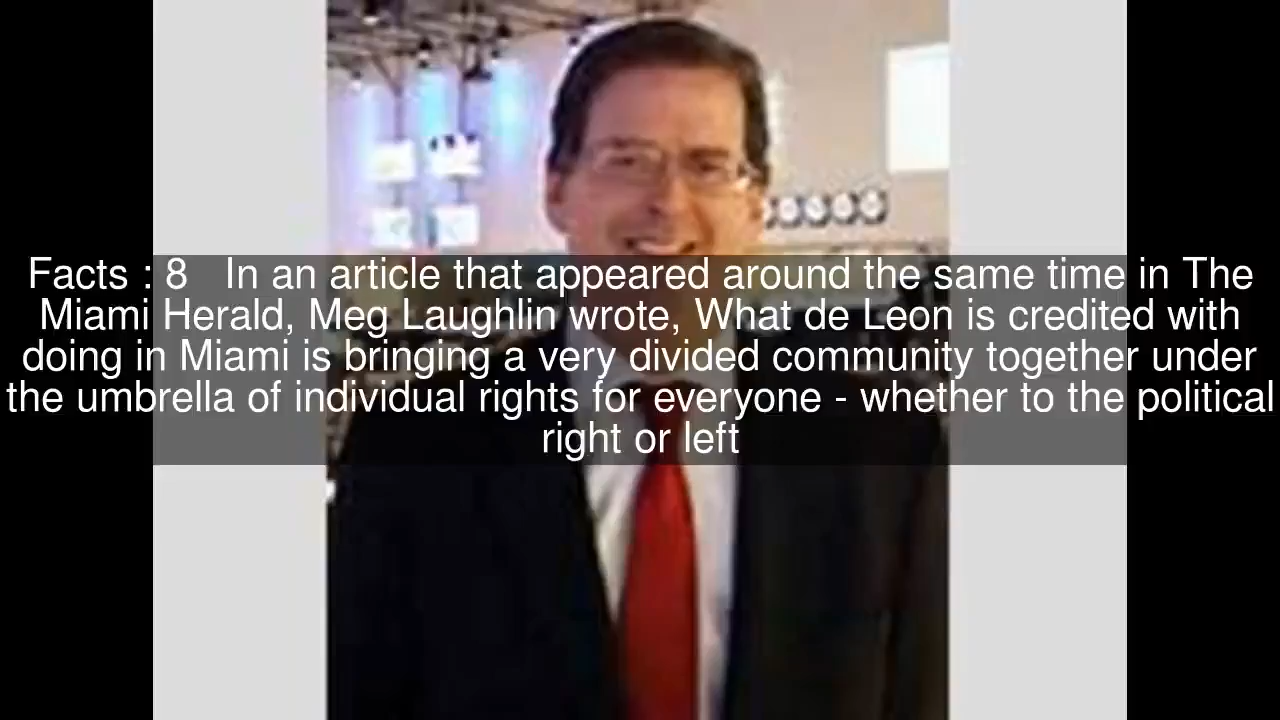 Facts : 8   In an article that appeared around the same time in The
Miami Herald, Meg Laughlin wrote, What de Leon is credited with
doing in Miami is bringing a very divided community together under
the umbrella of individual rights for everyone - whether to the political
right or left